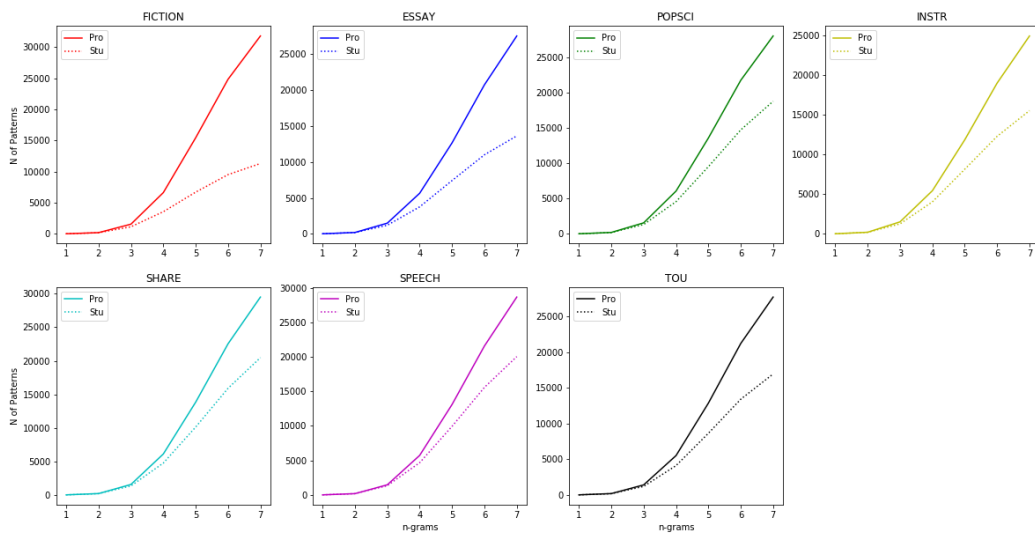 FICTION
Pro
Stu
30000
25000
20000
15000
10000
5000
0
1 2 3 4 5 6 7
N of Patterns
ESSAY
Pro
Stu
25000
20000
15000
10000
5000
0
1 2 3 4 5 6 7
POPSCI
Pro
Stu
25000
20000
15000
10000
5000
0
1 2 3 4 5 6 7
INSTR
Pro
Stu
25000
20000
15000
10000
5000
0
1 2 3 4 5 6 7
SHARE
Pro
Stu
30000
25000
20000
15000
10000
5000
0
1 2 3 4 5 6 7
N of Patterns
SPEECH
Pro
Stu
30000
25000
20000
15000
10000
5000
0
1 2 3 4 5 6 7
n-grams
TOU
Pro
Stu
25000
20000
15000
10000
5000
0
1 2 3 4 5 6 7
n-grams